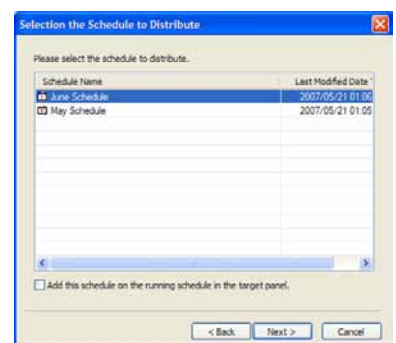 Selection the Schedule to Distribute
Please select the schedule to distribute.
Schedule Name Last Modified Date
June Schedule 2007/05/21 01:06
May Schedule 2007/05/21 01:05
Add this schedule on the running schedule in the target panel.
< Back Next > Cancel